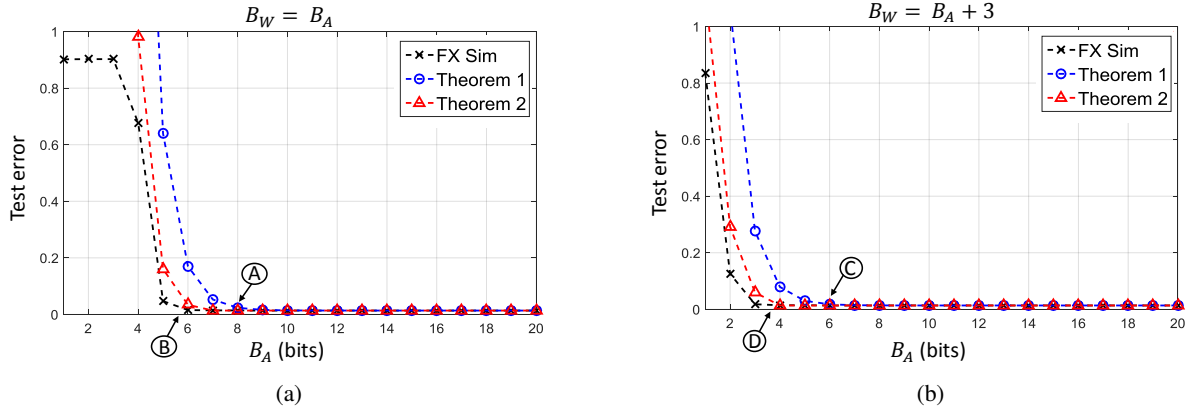 B_W = B_A
Test error
1
0.8
0.6
0.4
0.2
0
FX Sim
Theorem 1
Theorem 2
A
B
2 4 6 8 10 12 14 16 18 20
B_A (bits)
(a)
B_W = B_A + 3
Test error
1
0.8
0.6
0.4
0.2
0
FX Sim
Theorem 1
Theorem 2
C
D
2 4 6 8 10 12 14 16 18 20
B_A (bits)
(b)